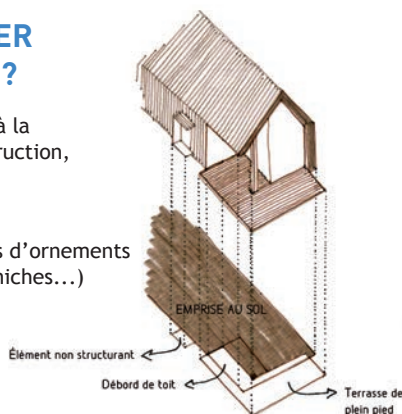 ER
?
à la
ruction,
s d'ornements
niches...)
EMPRISE AU SOL
Élément non structurant
Débord de toit
Terrasse de
plein pied